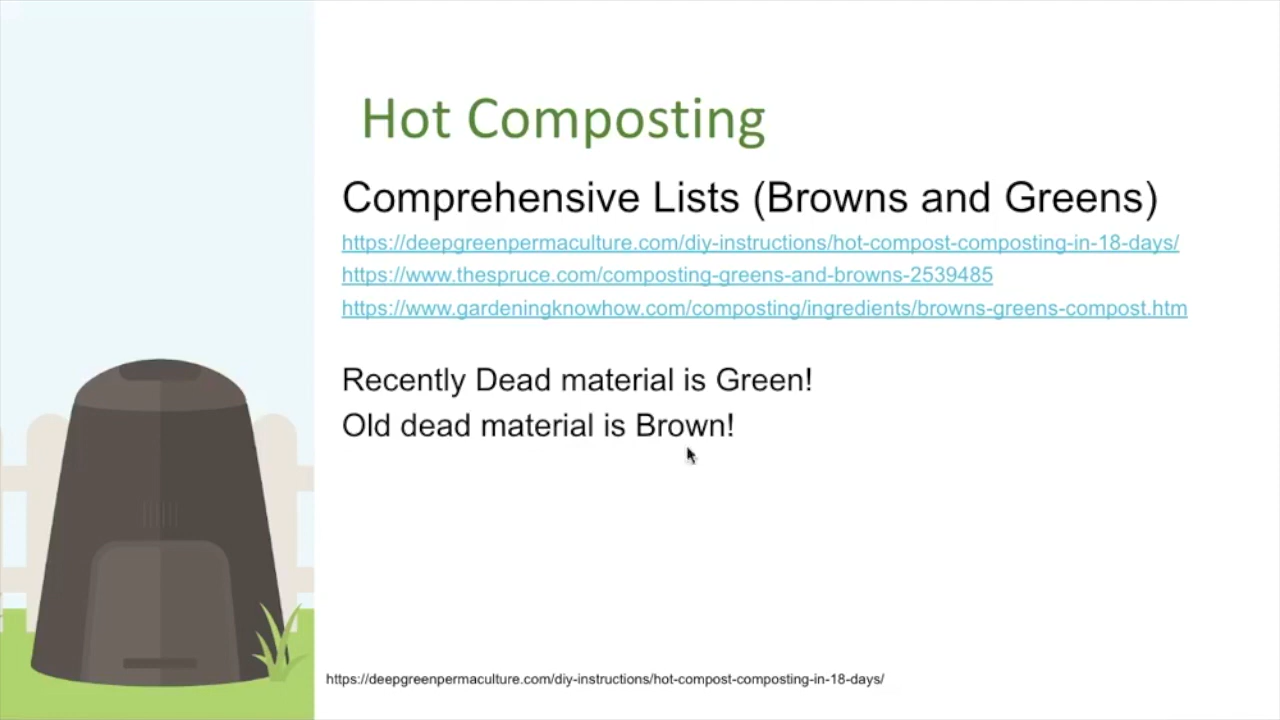 Hot Composting
Comprehensive Lists (Browns and Greens)
https://deepgreenpermaculture.com/diy-instructions/hot-compost-composting-in-18-days/
https://www.thespruce.com/composting-greens-and-browns-2539485
https://www.gardeningknowhow.com/composting/ingredients/browns-greens-compost.htm
Recently Dead material is Green!
Old dead material is Brown!
https://deepgreenpermaculture.com/diy-instructions/hot-compost-composting-in-18-days/